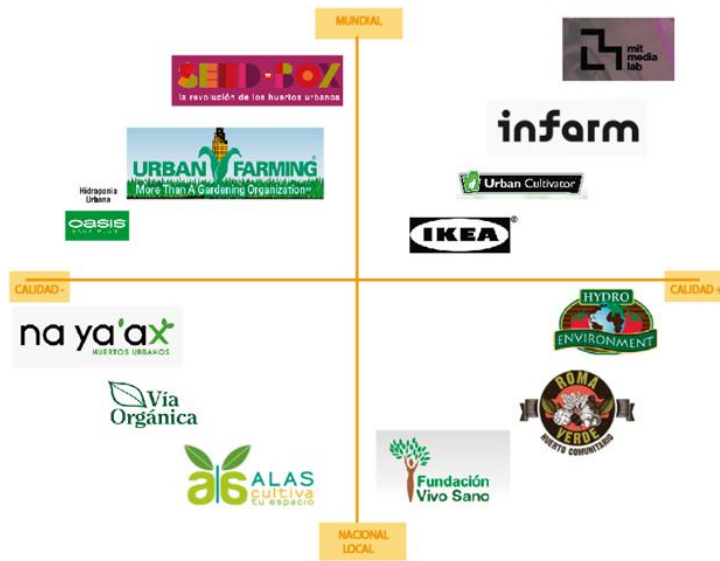 MUNDIAL
mit
media
lab
SEED-BOX
la revolución de los huertos urbanos
infarm
URBAN FARMING®
More Than A Gardening Organization
Urban Cultivator
Hidroponia
Urbana
OASIS
IKEA®
CALIDAD -
CALIDAD +
HYDRO
ENVIRONMENT
na ya'ax
HUERTOS URBANOS
ROMA
VERDE
HUERTO COMUNITARIO
Vía
Orgánica
ALAS
cultiva
tu espacio
Fundación
Vivo Sano
NACIONAL
LOCAL